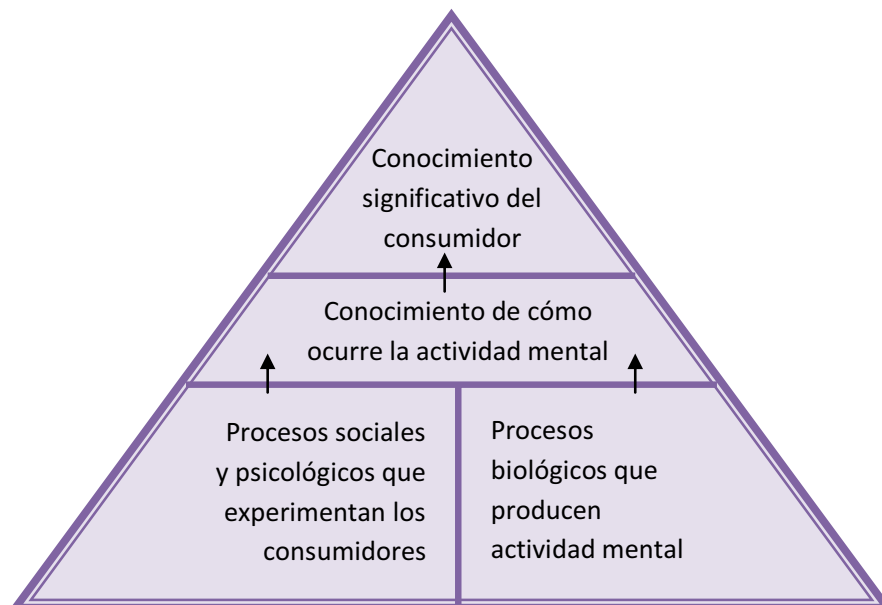 Conocimiento
significativo del
consumidor
Conocimiento de cómo
ocurre la actividad mental
Procesos sociales
y psicológicos que
experimentan los
consumidores
Procesos
biológicos que
producen
actividad mental